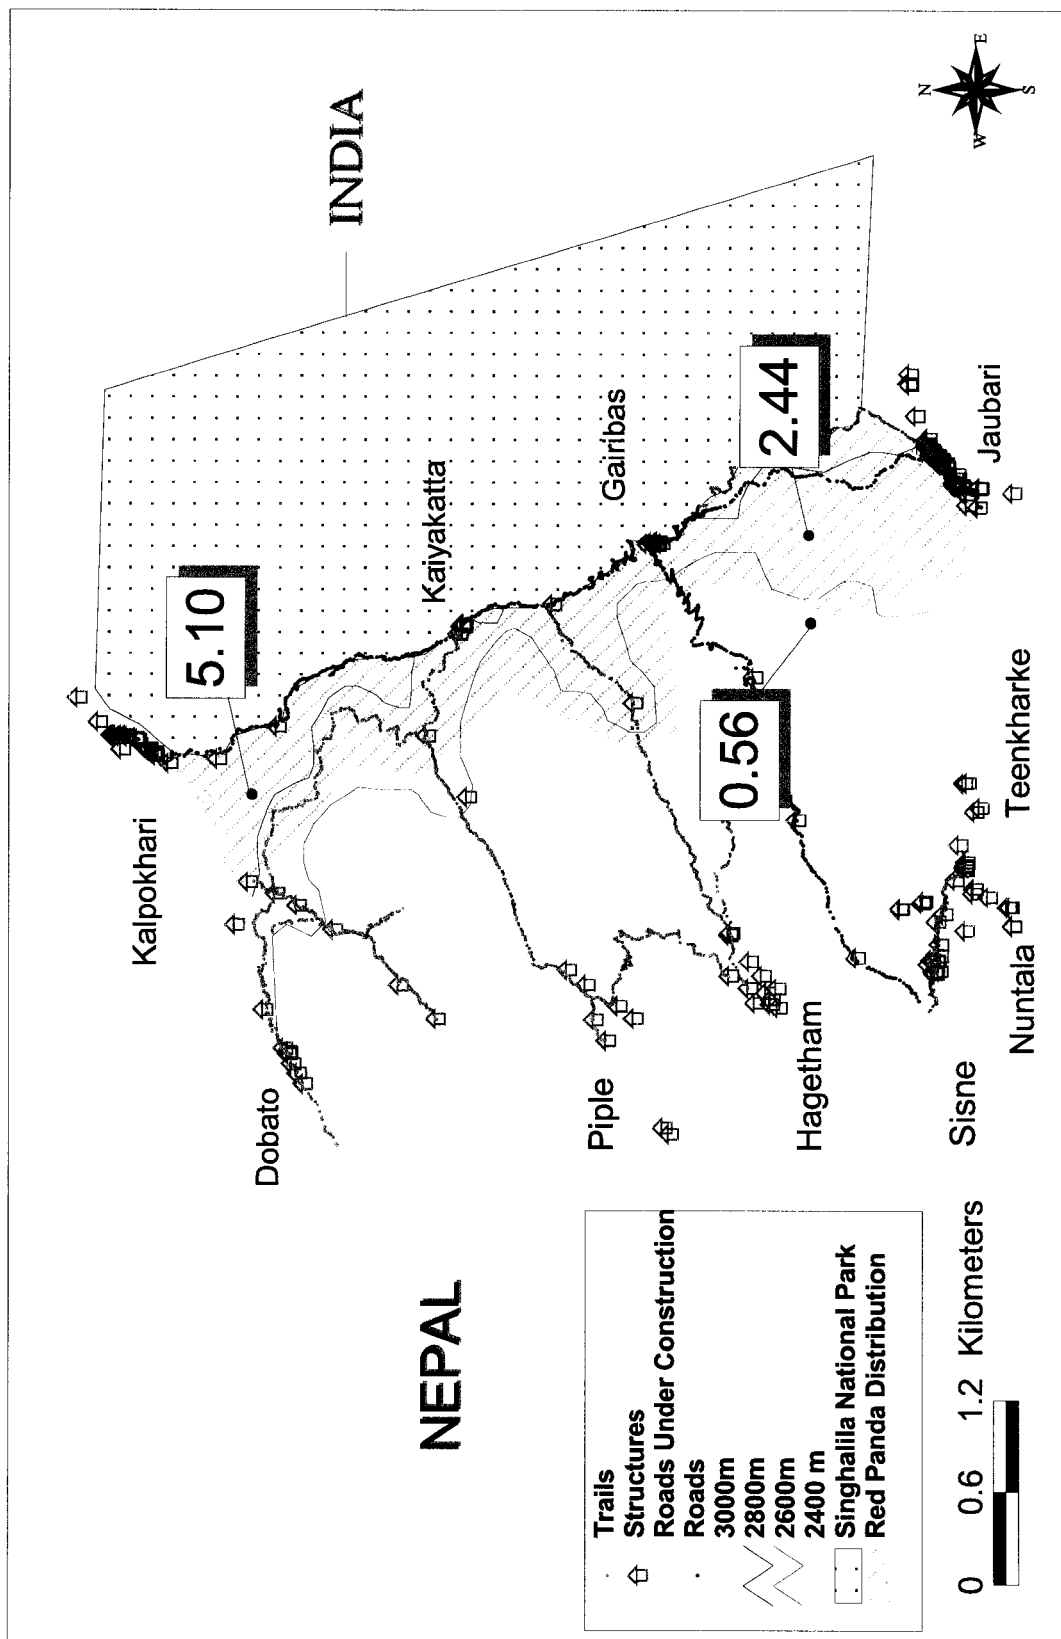 INDIA
N
E
S
W
5.10
Kalpokhari
Kaiyakatta
Gairibas
2.44
Jaubari
0.56
Teenkharke
Dobato
Piple
Hagetham
Sisne
Nuntala
NEPAL
Trails
Structures
Roads Under Construction
Roads
3000m
2800m
2600m
2400 m
Singhalila National Park
Red Panda Distribution
0 0.6 1.2 Kilometers